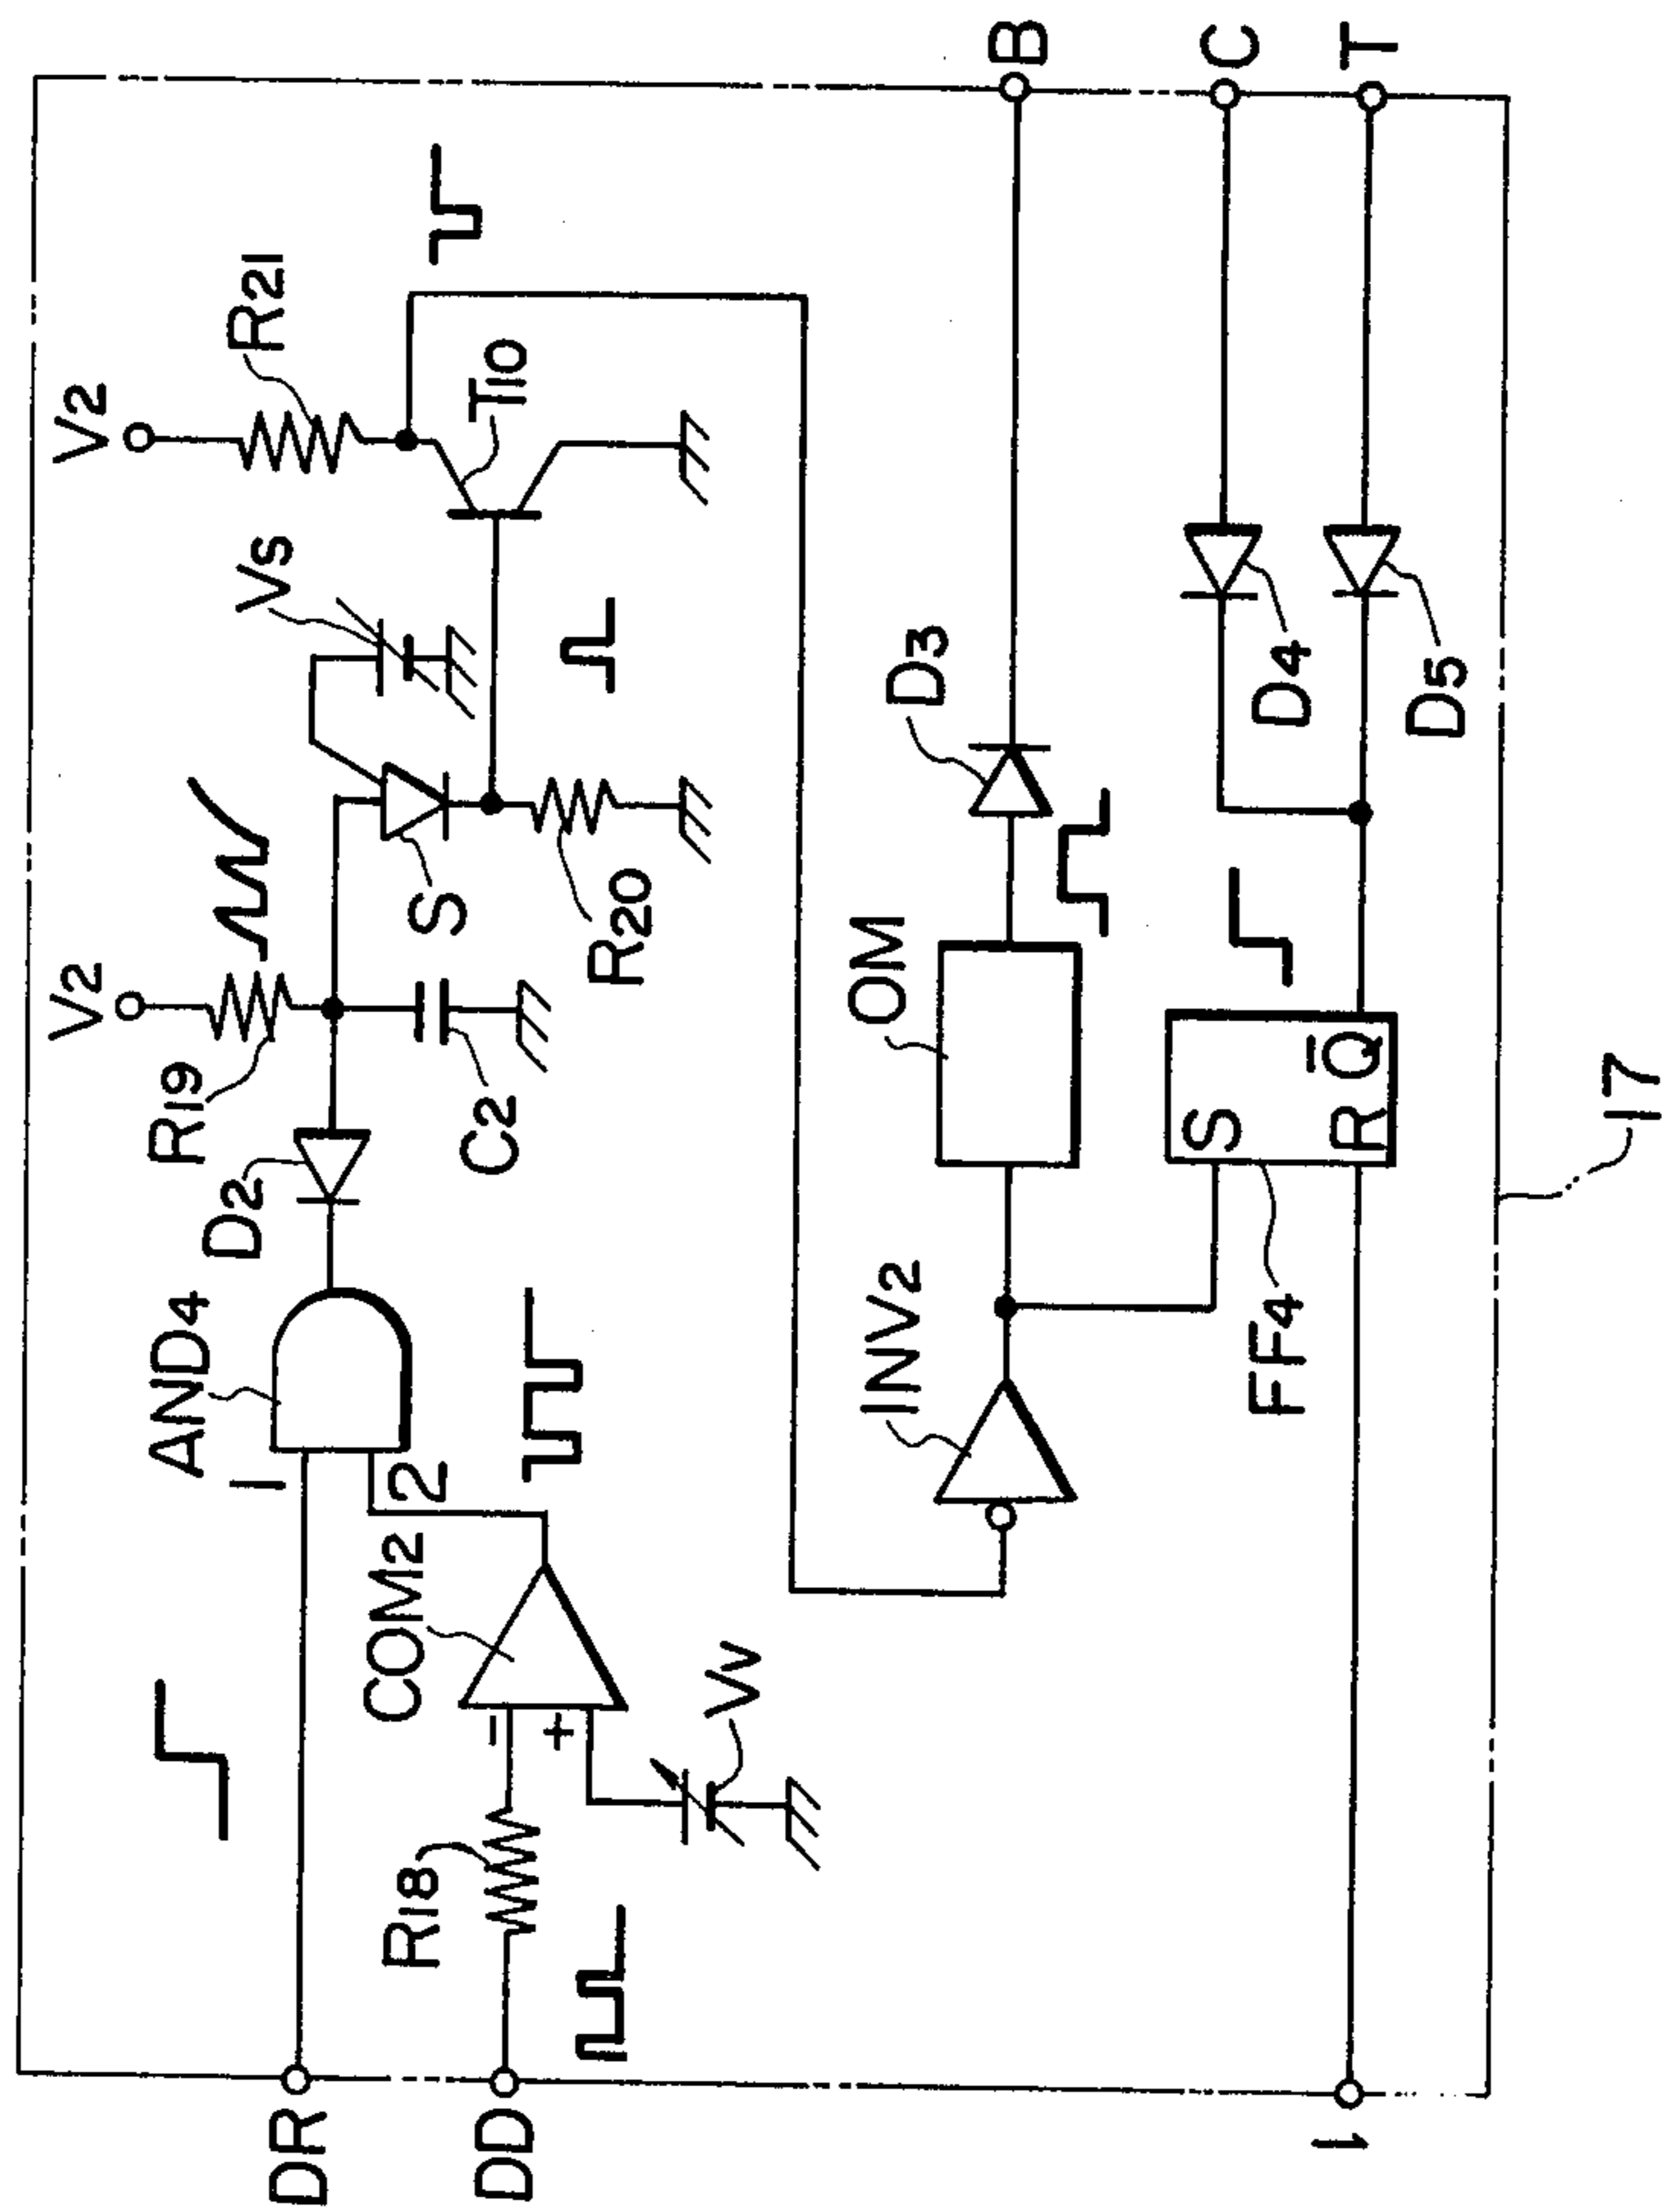 V2
V2
R21
R19
VS
D2
AND4
1
T10
S
2
C2
R20
COM2
DR
-
+
R18
DD
VV
D3
B
OM
INV2
D4
C
S
FF4
R Q̄
D5
T
1
17